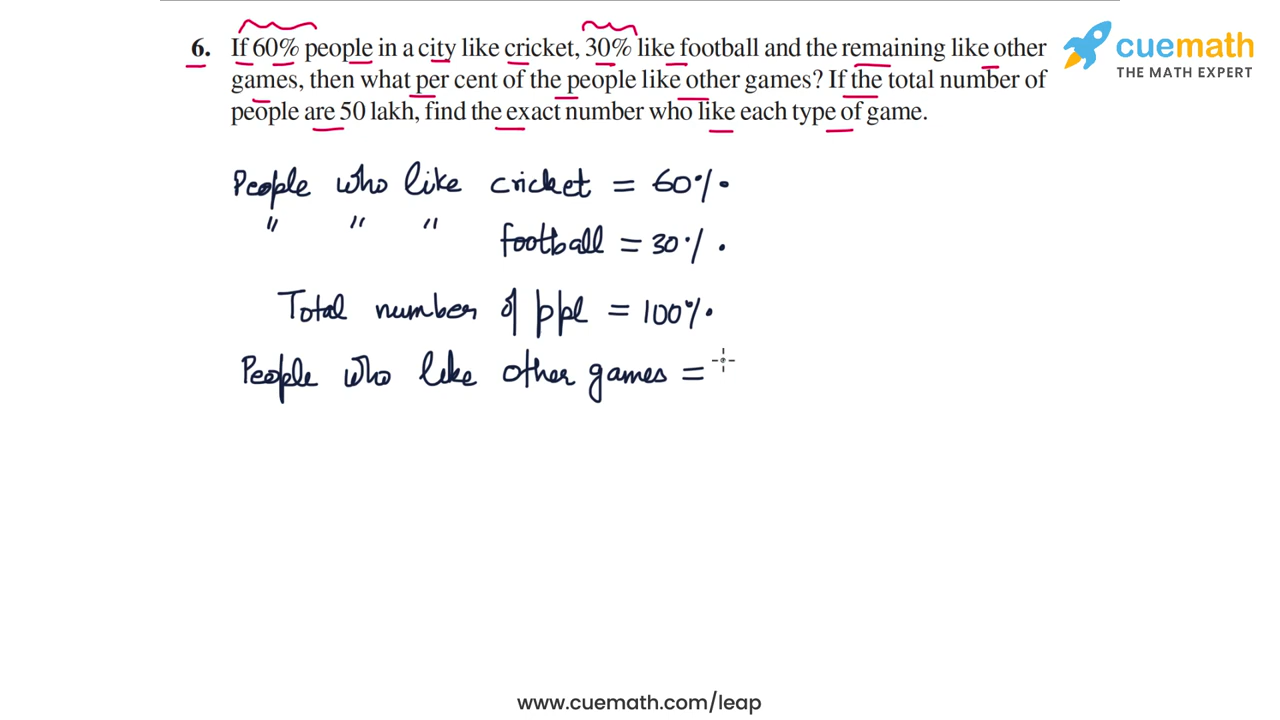 6. If 60% people in a city like cricket, 30% like football and the remaining like other
games, then what per cent of the people like other games? If the total number of
people are 50 lakh, find the exact number who like each type of game.
cuemath
THE MATH EXPERT
People who like cricket = 60%
" " " football = 30%.
Total number of ppl = 100%
People who like other games =
www.cuemath.com/leap